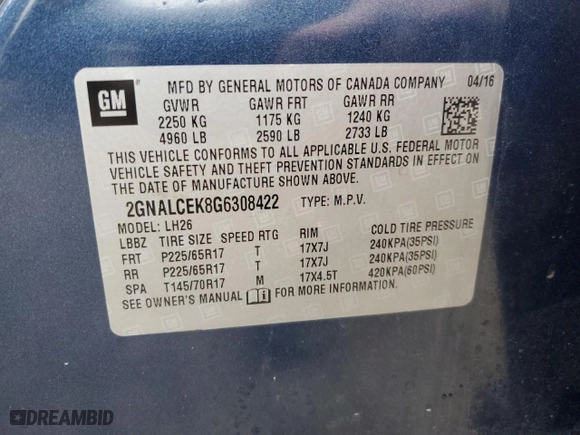 GM
MFD BY GENERAL MOTORS OF CANADA COMPANY 04/16
GVWR GAWR FRT GAWR RR
2250 KG 1175 KG 1240 KG
4960 LB 2590 LB 2733 LB
THIS VEHICLE CONFORMS TO ALL APPLICABLE U.S. FEDERAL MOTOR
VEHICLE SAFETY AND THEFT PREVENTION STANDARDS IN EFFECT ON
THE DATE OF MANUFACTURE SHOWN ABOVE.
2GNALCEK8G6308422 TYPE: M.P.V.
MODEL: LH26
LBBZ TIRE SIZE SPEED RTG RIM COLD TIRE PRESSURE
FRT P225/65R17 T 17X7J 240KPA(35PSI)
RR P225/65R17 T 17X7J 240KPA(35PSI)
SPA T145/70R17 M 17X4.5T 420KPA(60PSI)
SEE OWNER'S MANUAL FOR MORE INFORMATION.
DREAMBID